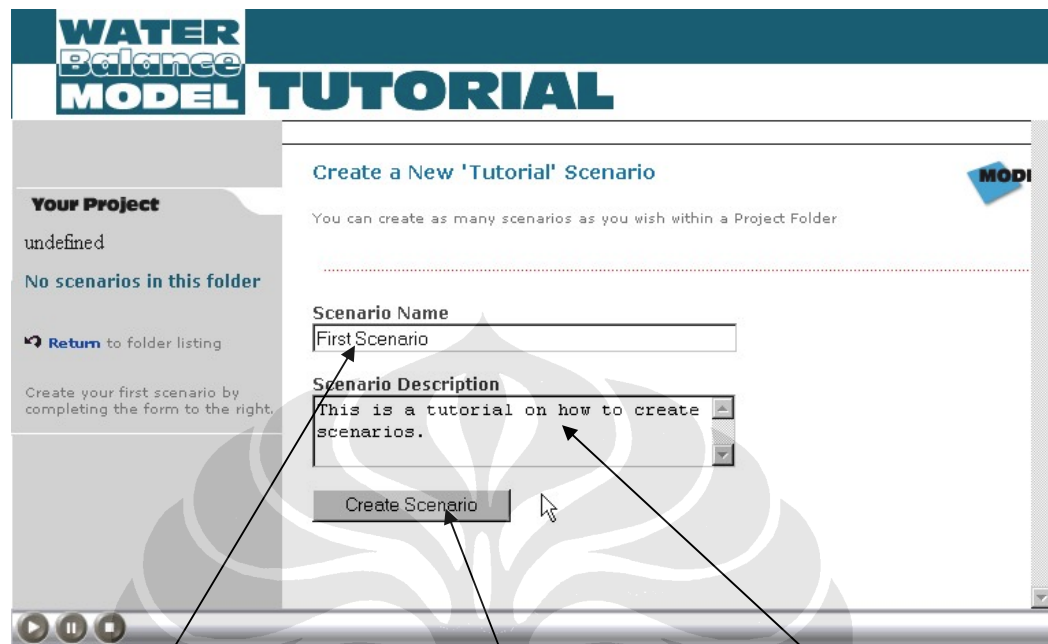 WATER
Balance
MODEL TUTORIAL
Create a New 'Tutorial' Scenario
MOD
Your Project
You can create as many scenarios as you wish within a Project Folder
undefined
No scenarios in this folder
Scenario Name
First Scenario
Return to folder listing
Scenario Description
Create your first scenario by
completing the form to the right.
This is a tutorial on how to create
scenarios.
Create Scenario